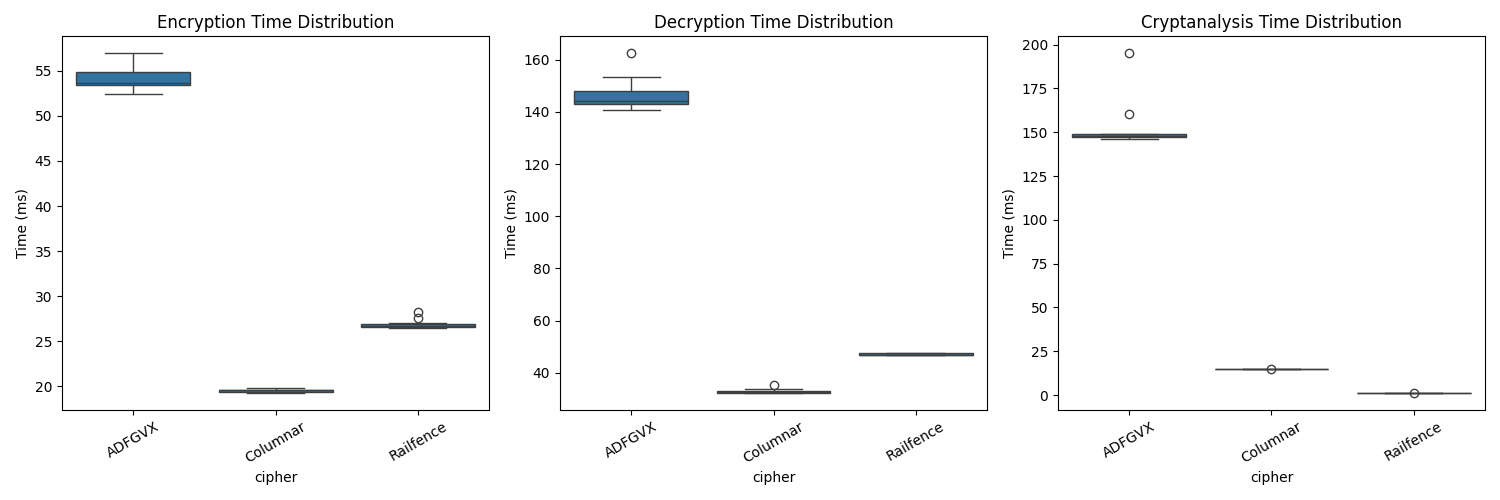 Encryption Time Distribution
Time (ms)
55
50
45
40
35
30
25
20
ADFGVX
Columnar
Railfence
cipher
Decryption Time Distribution
Time (ms)
160
140
120
100
80
60
40
ADFGVX
Columnar
Railfence
cipher
Cryptanalysis Time Distribution
Time (ms)
200
175
150
125
100
75
50
25
0
ADFGVX
Columnar
Railfence
cipher